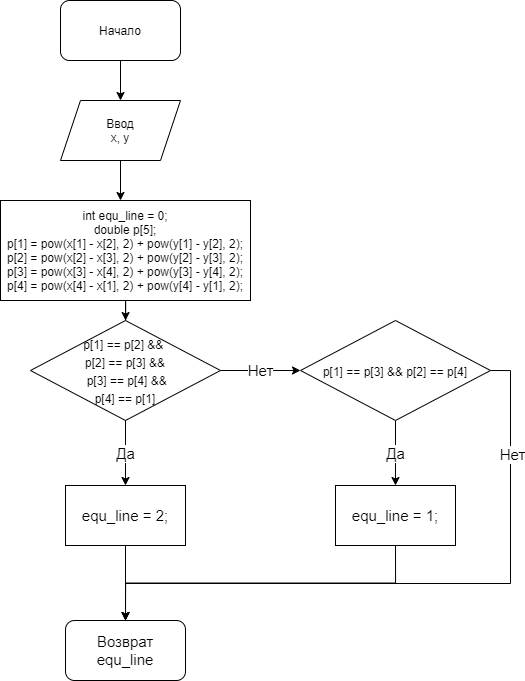 Начало
Ввод
x, y
int equ_line = 0;
double p[5];
p[1] = pow(x[1] - x[2], 2) + pow(y[1] - y[2], 2);
p[2] = pow(x[2] - x[3], 2) + pow(y[2] - y[3], 2);
p[3] = pow(x[3] - x[4], 2) + pow(y[3] - y[4], 2);
p[4] = pow(x[4] - x[1], 2) + pow(y[4] - y[1], 2);
p[1] == p[2] &&
p[2] == p[3] &&
p[3] == p[4] &&
p[4] == p[1]
Нет
p[1] == p[3] && p[2] == p[4]
Да
Да
Нет
equ_line = 2;
equ_line = 1;
Возврат
equ_line